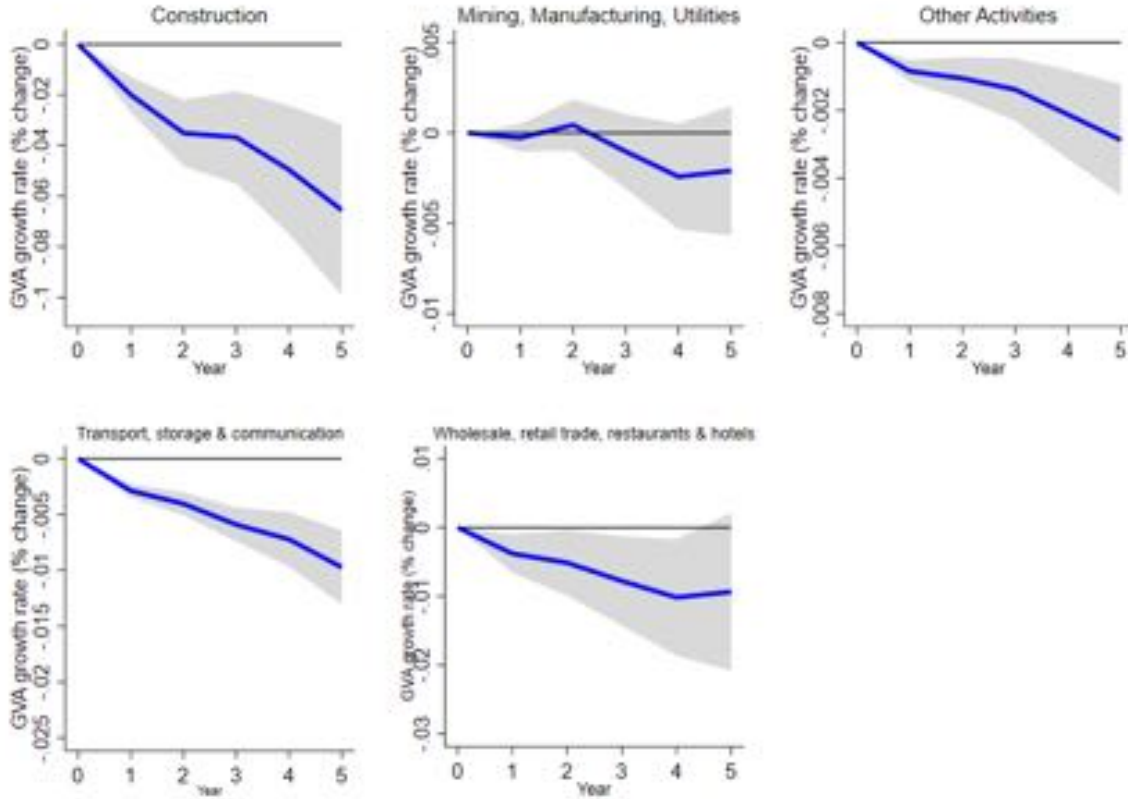 Construction
GVA growth rate (% change)
0
-.02
-.04
-.06
-.08
-.1
0 1 2 3 4 5
Year
Mining, Manufacturing, Utilities
GVA growth rate (% change)
.005
0
-.005
-.01
0 1 2 3 4 5
Year
Other Activities
GVA growth rate (% change)
0
-.002
-.004
-.006
-.008
0 1 2 3 4 5
Year
Transport, storage & communication
GVA growth rate (% change)
0
-.005
-.01
-.015
-.02
-.025
0 1 2 3 4 5
Year
Wholesale, retail trade, restaurants & hotels
GVA growth rate (% change)
.01
0
-.01
-.02
-.03
0 1 2 3 4 5
Year